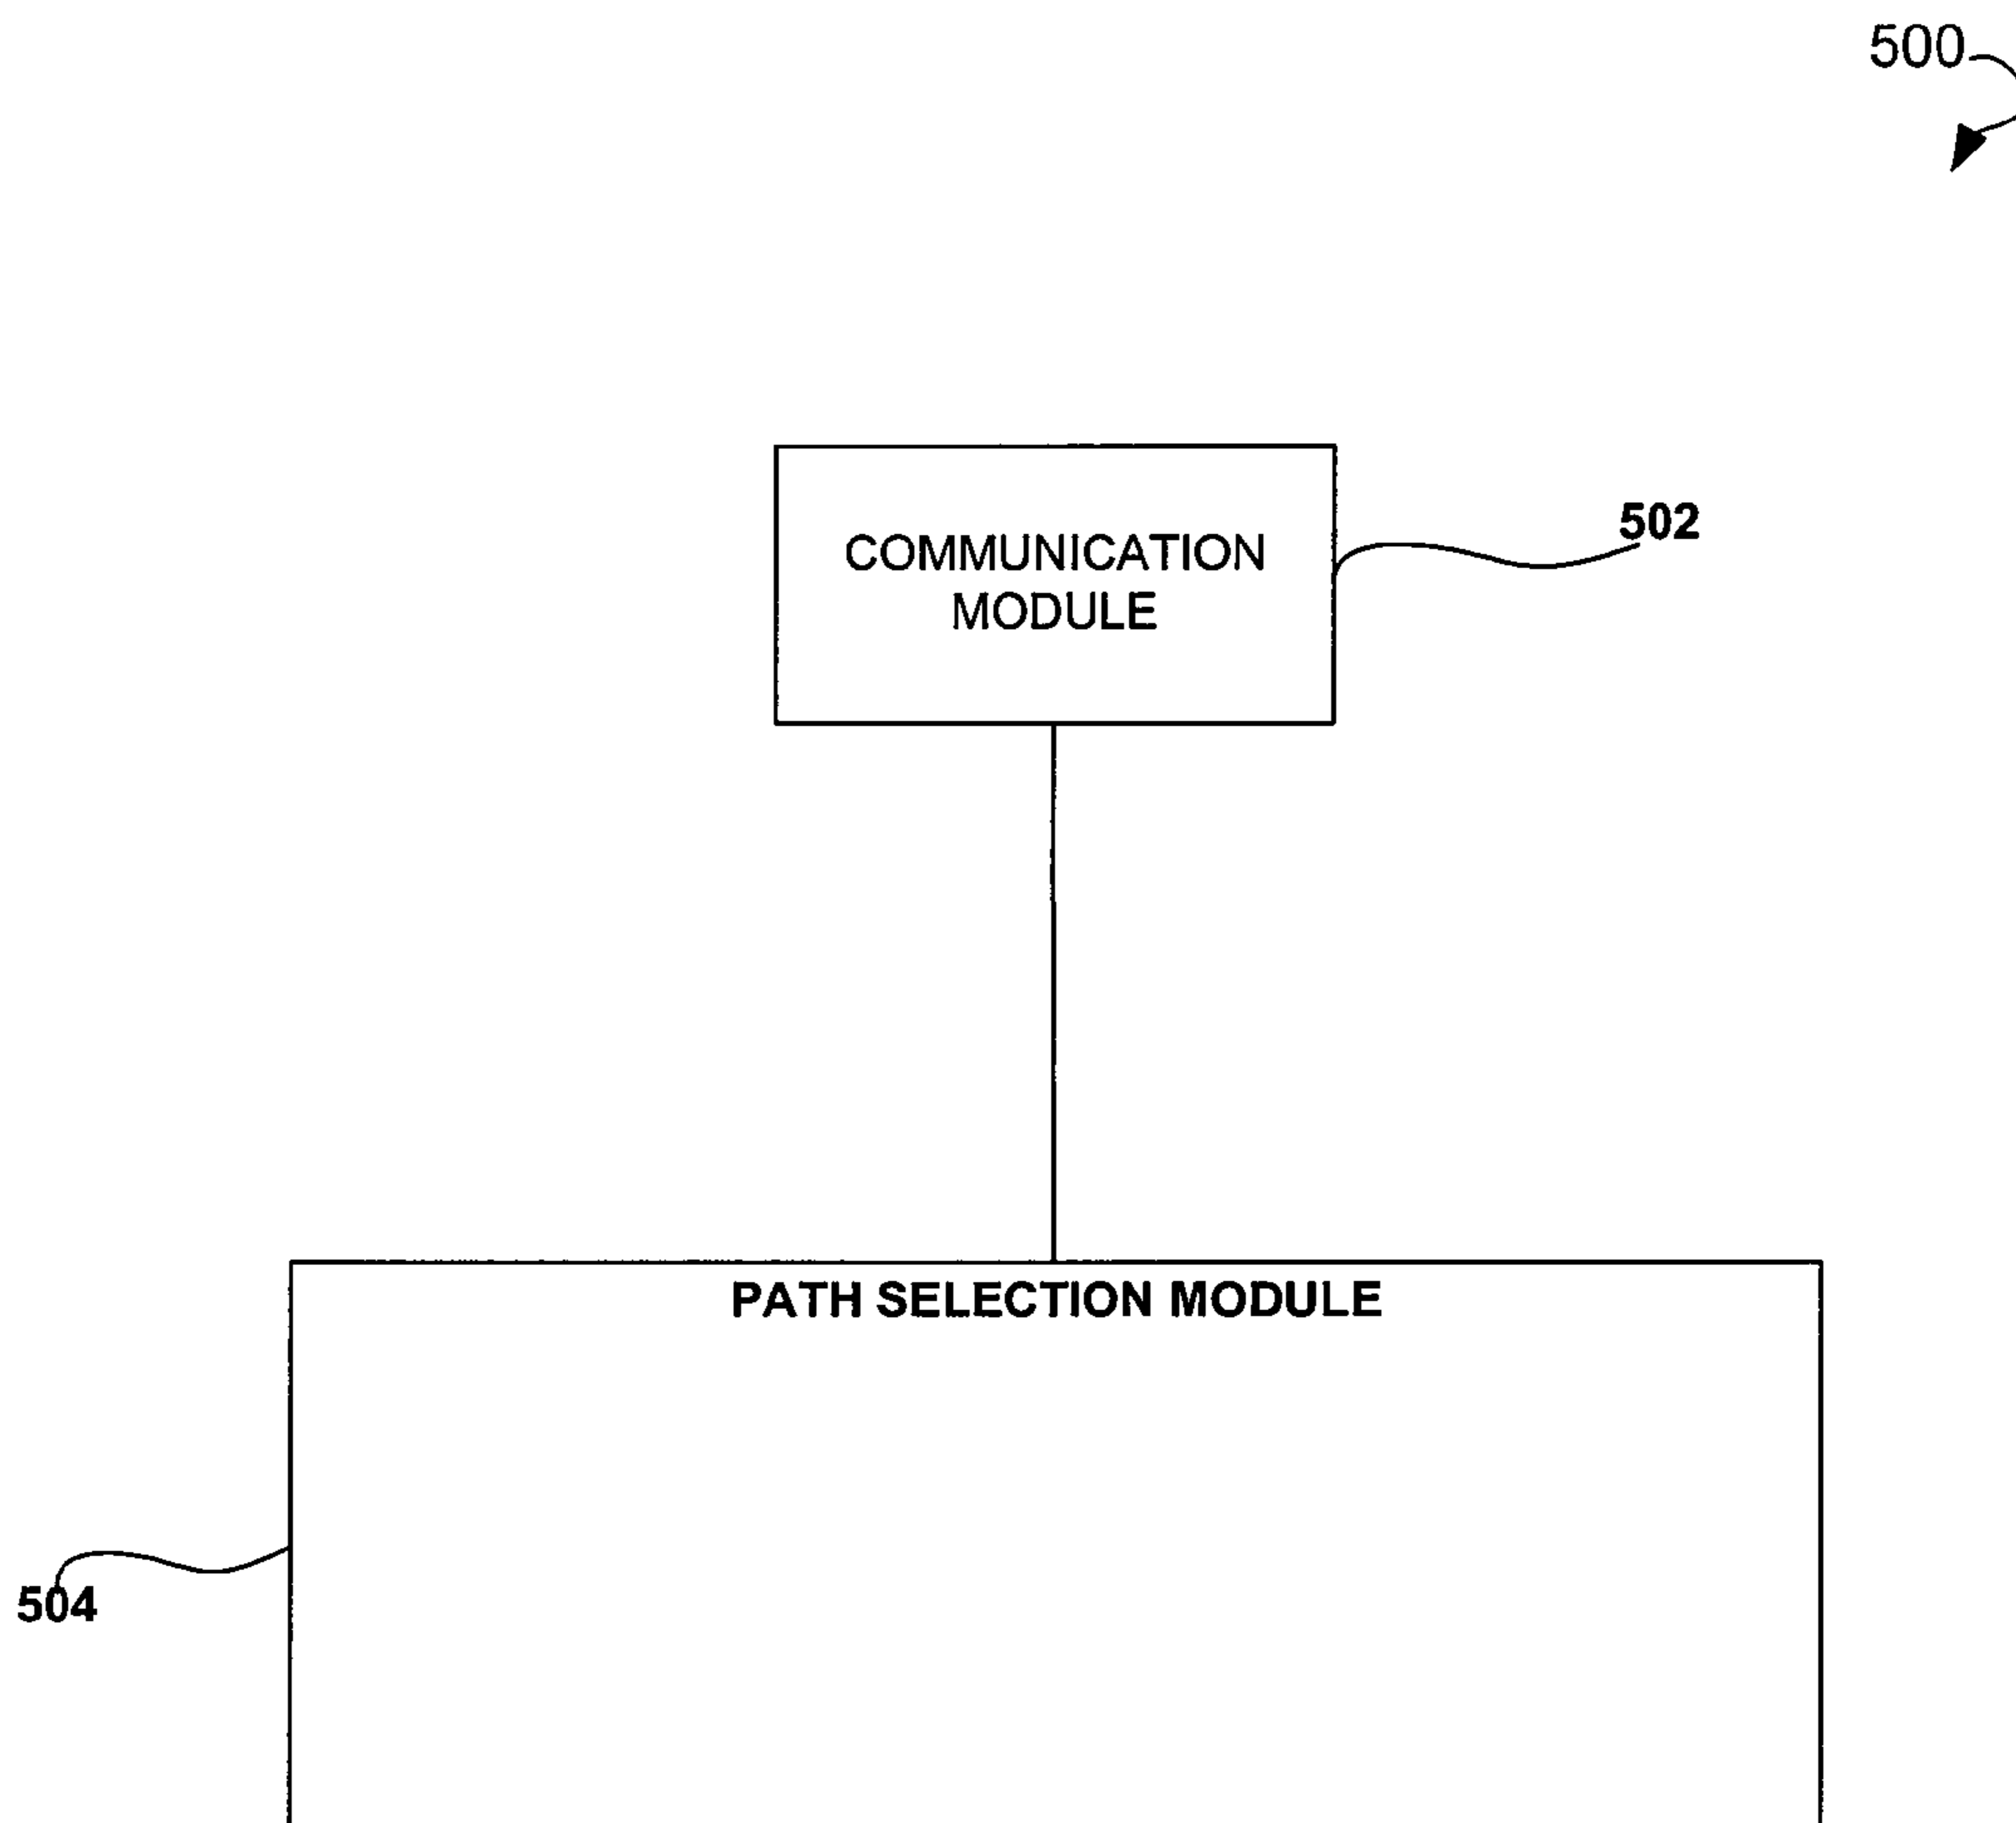 500
502
COMMUNICATION
MODULE
PATH SELECTION MODULE
504